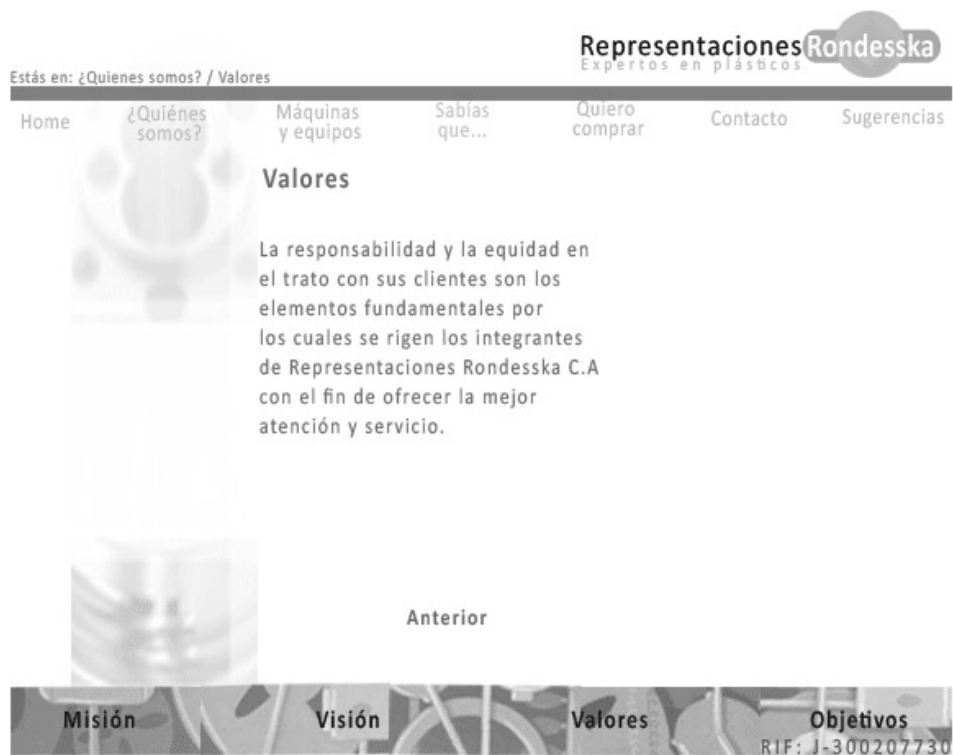 Representaciones Rondesska
Expertos en plásticos
Estás en: ¿Quienes somos? / Valores
Home
¿Quiénes
somos?
Máquinas
y equipos
Sabías
que...
Quiero
comprar
Contacto
Sugerencias
Valores
La responsabilidad y la equidad en
el trato con sus clientes son los
elementos fundamentales por
los cuales se rigen los integrantes
de Representaciones Rondesska C.A
con el fin de ofrecer la mejor
atención y servicio.
Anterior
Misión
Visión
Valores
Objetivos
RIF: J-300207730